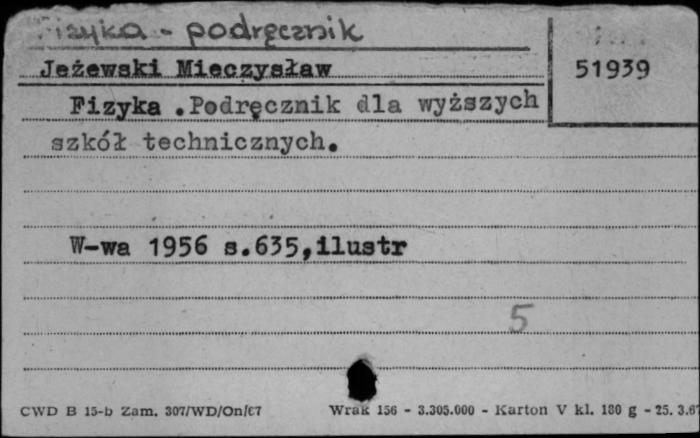 Fizyka - podręcznik
Jeżewski Mieczysław
51939
Fizyka .Podręcznik dla wyższych
szkół technicznych.
W-wa 1956 s.635,ilustr
5
CWD B 15-b Zam. 307/WD/On/67 Wrak 156 - 3.305.000 - Karton V kl. 180 g - 25. 3.67